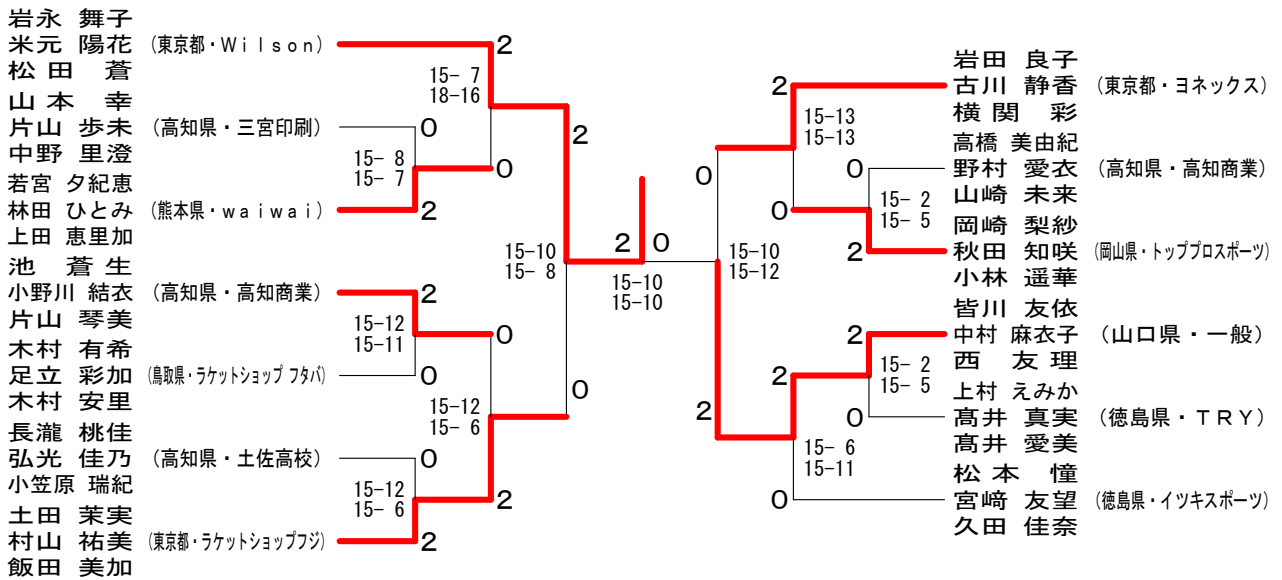 岩永 舞子
米元 陽花 (東京都・Ｗｉｌｓｏｎ)
松田 蒼
山本 幸
片山 歩未 (高知県・三宮印刷)
中野 里澄
若宮 夕紀恵
林田 ひとみ (熊本県・ｗａｉｗａｉ)
上田 恵里加
池 蒼生
小野川 結衣 (高知県・高知商業)
片山 琴美
木村 有希
足立 彩加 (鳥取県・ラケットショップ フタバ)
木村 安里
長瀧 桃佳
弘光 佳乃 (高知県・土佐高校)
小笠原 瑞紀
土田 茉実
村山 祐美 (東京都・ラケットショップフジ)
飯田 美加
2
15- 7
18-16
0
15- 8
15- 7
0
2
2
15-10
15- 8
2
15-12
15-11
0
0
15-12
15- 6
0
0
15-12
15- 6
2
2
2 0
15-10
15-10
2
15-13
15-13
0
0
15- 2
15- 5
0
2
15-10
15-12
2
15- 2
15- 5
2
0
2
15- 6
15-11
0
岩田 良子
古川 静香 (東京都・ヨネックス)
横関 彩
高橋 美由紀
野村 愛衣 (高知県・高知商業)
山崎 未来
岡崎 梨紗
秋田 知咲 (岡山県・トッププロスポーツ)
小林 遥華
皆川 友依
中村 麻衣子 (山口県・一般)
西 友理
上村 えみか
髙井 真実 (徳島県・ＴＲＹ)
髙井 愛美
松本 憧
宮﨑 友望 (徳島県・イツキスポーツ)
久田 佳奈